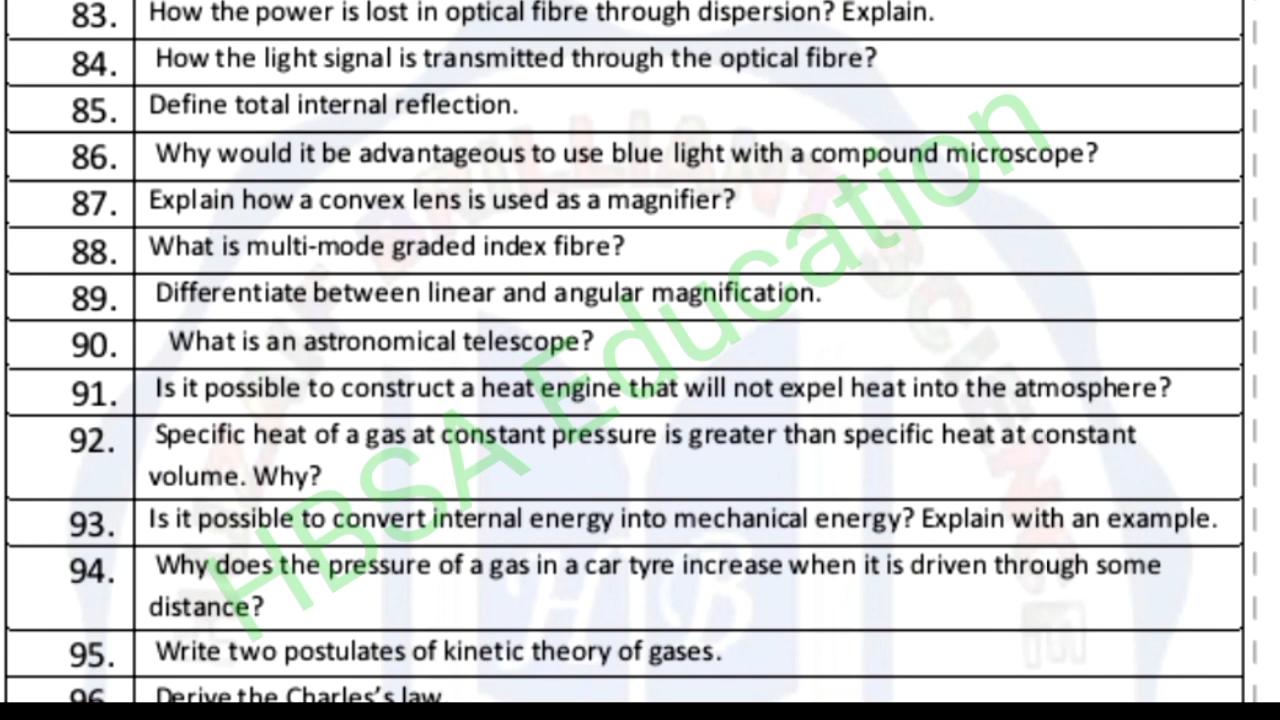 83. How the power is lost in optical fibre through dispersion? Explain.
84. How the light signal is transmitted through the optical fibre?
85. Define total internal reflection.
86. Why would it be advantageous to use blue light with a compound microscope?
87. Explain how a convex lens is used as a magnifier?
88. What is multi-mode graded index fibre?
89. Differentiate between linear and angular magnification.
90. What is an astronomical telescope?
91. Is it possible to construct a heat engine that will not expel heat into the atmosphere?
92. Specific heat of a gas at constant pressure is greater than specific heat at constant
volume. Why?
93. Is it possible to convert internal energy into mechanical energy? Explain with an example.
94. Why does the pressure of a gas in a car tyre increase when it is driven through some
distance?
95. Write two postulates of kinetic theory of gases.
96. Derive the Charles's law
HBSA Education
HB